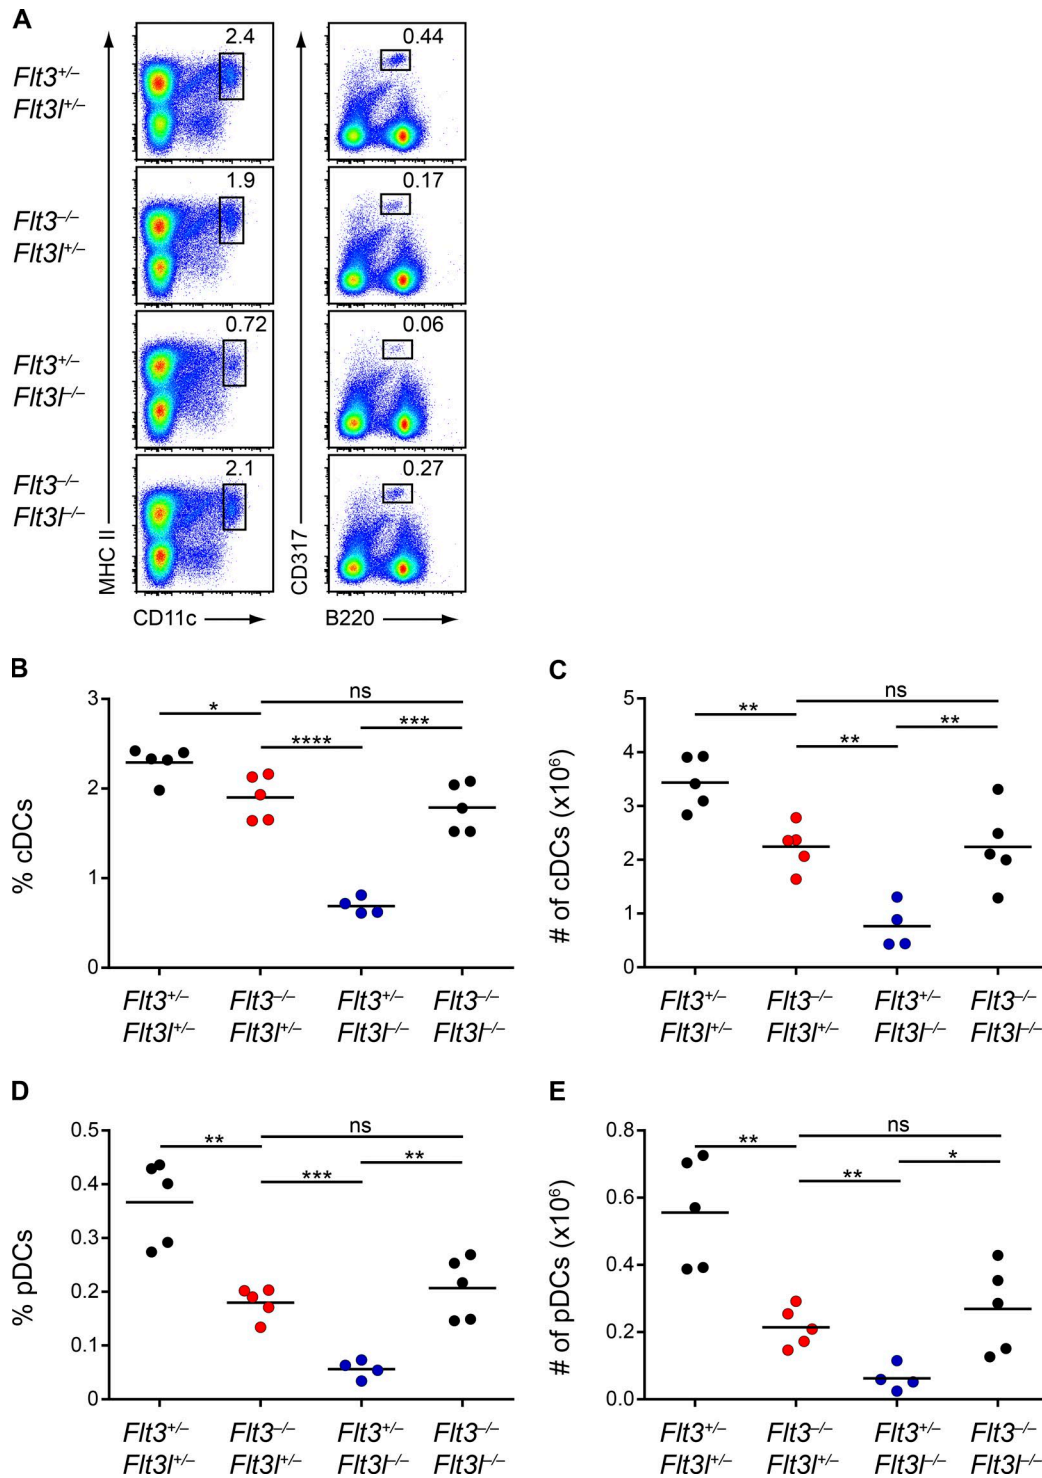 A
2.4
0.44
Flt3+/–
Flt3l+/–
1.9
0.17
Flt3–/–
Flt3l+/–
0.72
0.06
Flt3+/–
Flt3l–/–
2.1
0.27
Flt3–/–
Flt3l–/–
MHC II
CD317
CD11c
B220
B
3
2
1
0
% cDCs
ns
*
***
****
Flt3+/– Flt3–/– Flt3+/– Flt3–/–
Flt3l+/– Flt3l+/– Flt3l–/– Flt3l–/–
C
5
4
3
2
1
0
# of cDCs (x10⁶)
ns
**
**
**
Flt3+/– Flt3–/– Flt3+/– Flt3–/–
Flt3l+/– Flt3l+/– Flt3l–/– Flt3l–/–
D
0.5
0.4
0.3
0.2
0.1
0
% pDCs
ns
**
**
***
Flt3+/– Flt3–/– Flt3+/– Flt3–/–
Flt3l+/– Flt3l+/– Flt3l–/– Flt3l–/–
E
0.8
0.6
0.4
0.2
0.0
# of pDCs (x10⁶)
ns
**
*
**
Flt3+/– Flt3–/– Flt3+/– Flt3–/–
Flt3l+/– Flt3l+/– Flt3l–/– Flt3l–/–